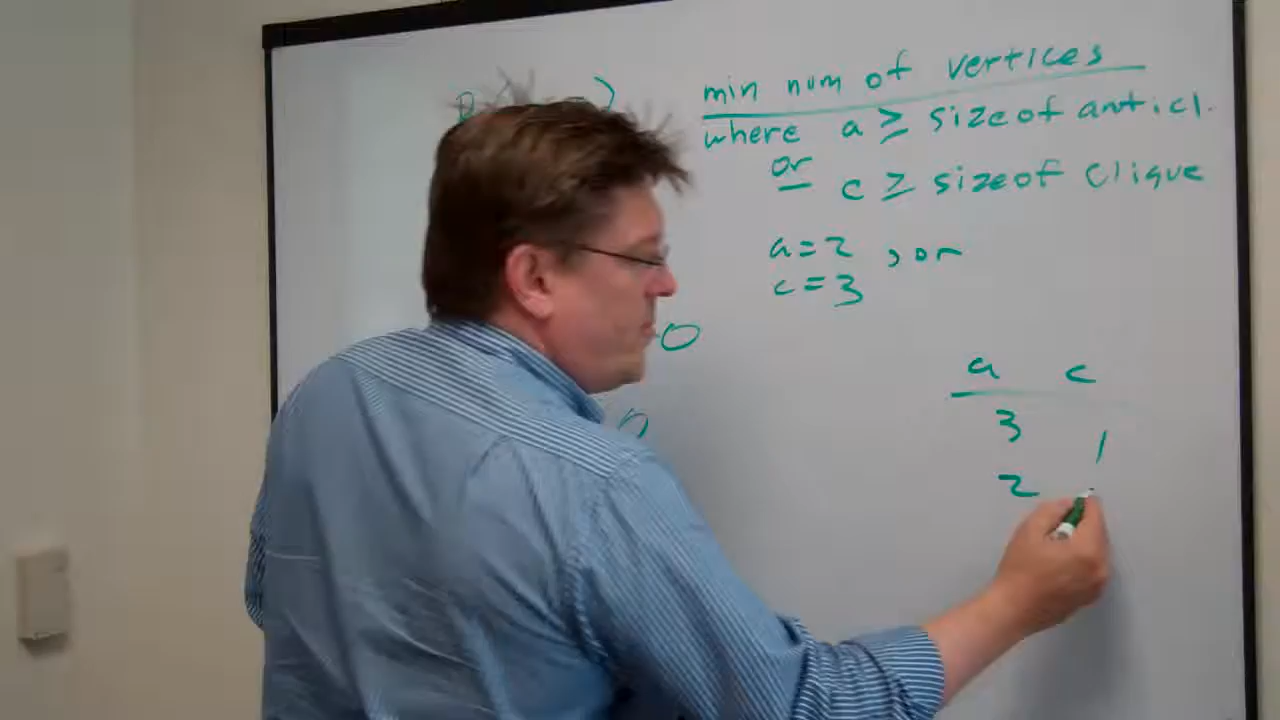 min num of vertices
where a ≥ size of anticl.
or c ≥ size of clique
a=2 , or
c=3
a c
3 1
2